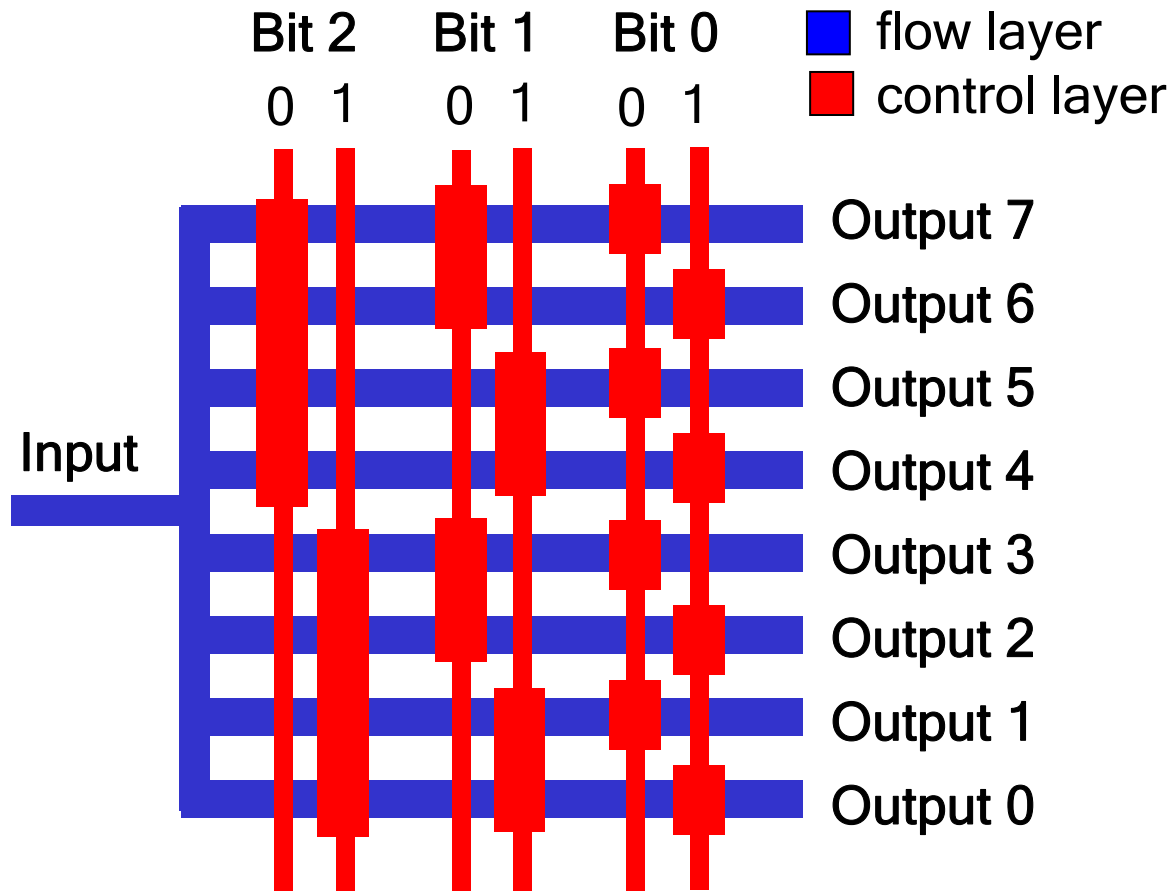 Bit 2 Bit 1 Bit 0
0 1 0 1 0 1
flow layer
control layer
Output 7
Output 6
Output 5
Output 4
Input
Output 3
Output 2
Output 1
Output 0